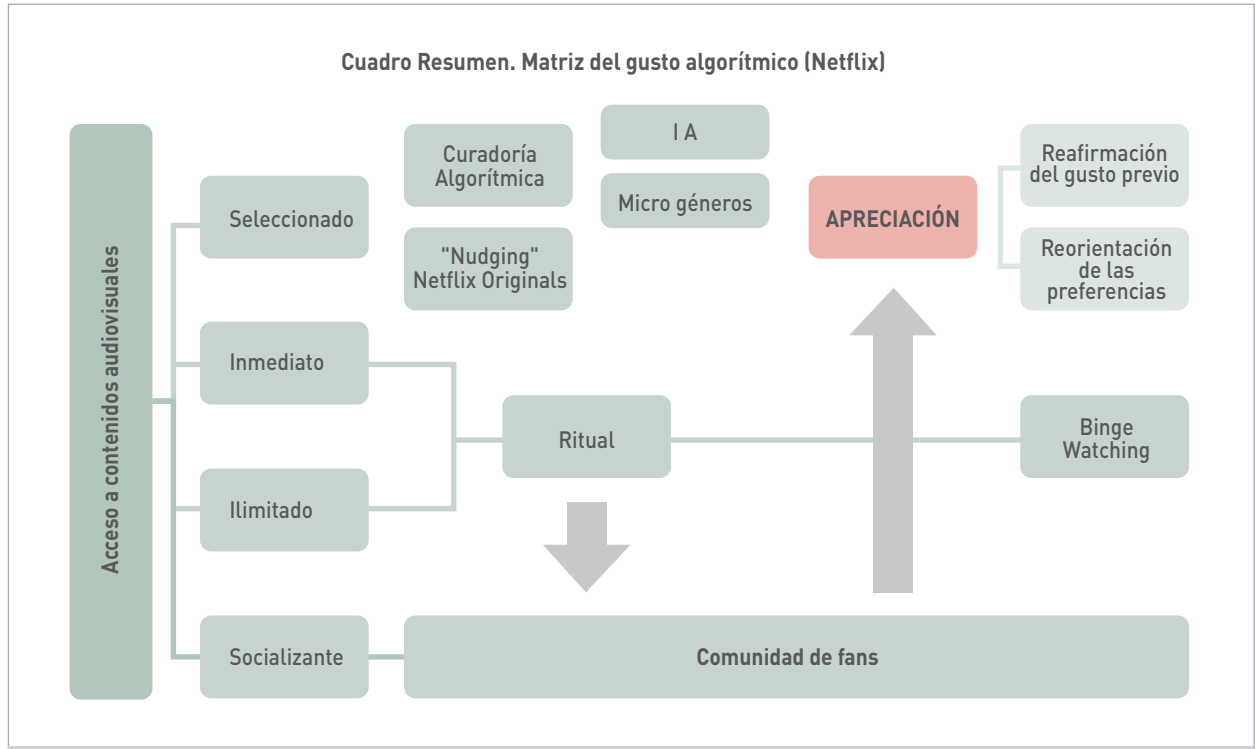 Cuadro Resumen. Matriz del gusto algorítmico (Netflix)
Acceso a contenidos audiovisuales
Seleccionado
Curadoría
Algorítmica
"Nudging"
Netflix Originals
I A
Micro géneros
APRECIACIÓN
Reafirmación
del gusto previo
Reorientación
de las
preferencias
Inmediato
Ilimitado
Ritual
Binge
Watching
Socializante
Comunidad de fans